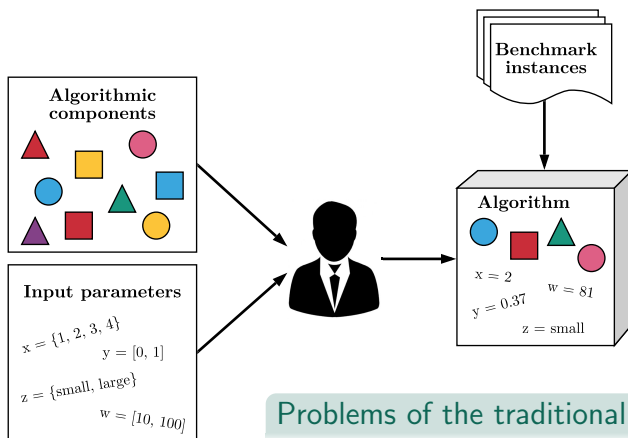 Benchmark
instances
Algorithmic
components
Algorithm
x = 2
w = 81
y = 0.37
z = small
Input parameters
x = {1, 2, 3, 4}
y = [0, 1]
z = {small, large}
w = [10, 100]
Problems of the traditional